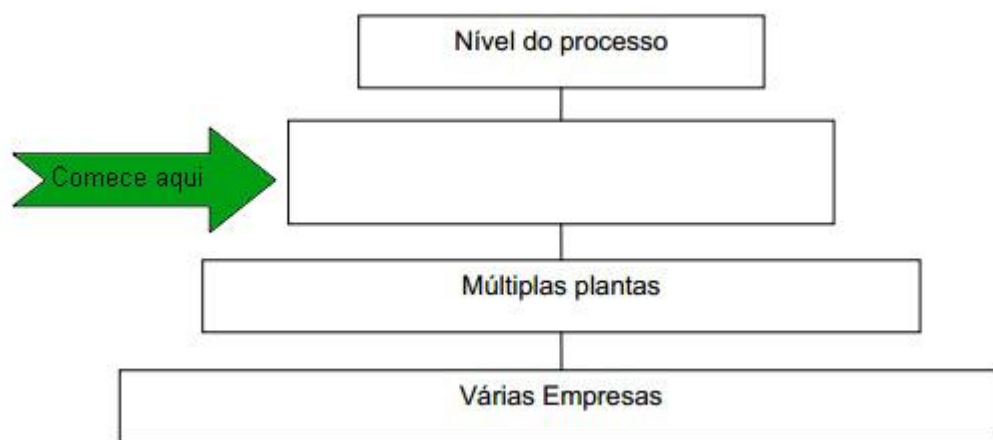 Nível do processo
Comece aqui
Múltiplas plantas
Várias Empresas